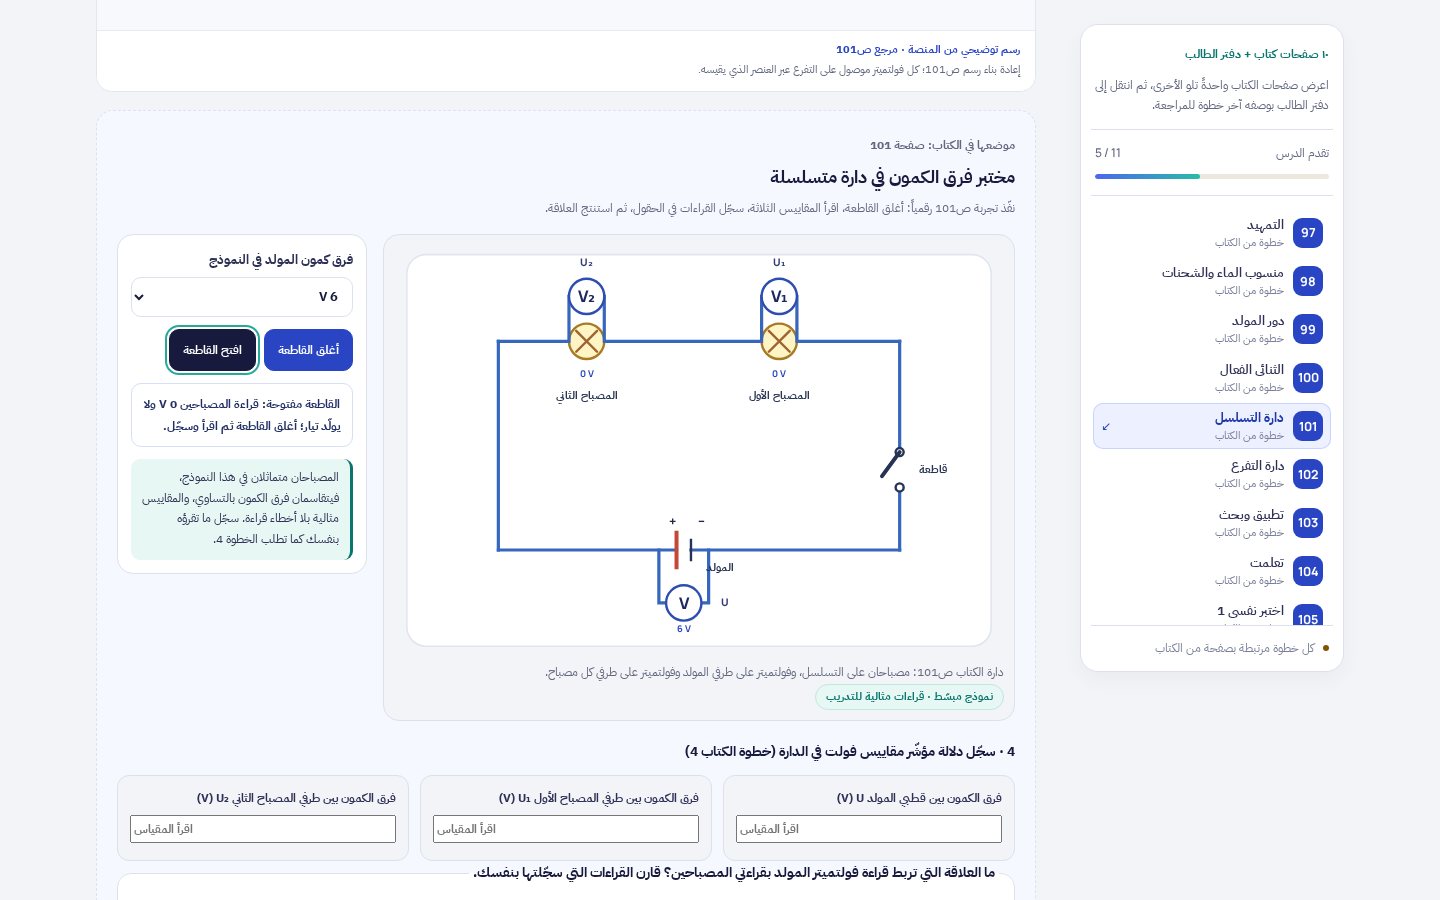 رسم توضيحي من المنصة · مرجع ص101
إعادة بناء رسم ص101؛ كل فولتميتر موصول على التفرع عبر العنصر الذي يقيسه.
موضعها في الكتاب: صفحة 101
مختبر فرق الكمون في دارة متسلسلة
نفّذ تجربة ص101 رقمياً: أغلق القاطعة، اقرأ المقاييس الثلاثة، سجّل القراءات في الحقول، ثم استنتج العلاقة.
U₂
U₁
V₂
V₁
0 V
0 V
المصباح الثاني
المصباح الأول
قاطعة
+
−
المولد
V
U
6 V
دارة الكتاب ص101: مصباحان على التسلسل، وفولتميتر على طرفي المولد وفولتميتر على طرفي كل مصباح.
نموذج مبسّط · قراءات مثالية للتدريب
فرق كمون المولد في النموذج
6 V
أغلق القاطعة
افتح القاطعة
القاطعة مفتوحة: قراءة المصباحين 0 V ولا
يولّد تيار؛ أغلق القاطعة ثم اقرأ وسجّل.
المصباحان متماثلان في هذا النموذج،
فيتقاسمان فرق الكمون بالتساوي، والمقاييس
مثالية بلا أخطاء قراءة. سجّل ما تقرؤه
بنفسك كما تطلب الخطوة 4.
4 · سجّل دلالة مؤشّر مقاييس فولت في الدارة (خطوة الكتاب 4)
فرق الكمون بين قطبي المولد U (V)
اقرأ المقياس
فرق الكمون بين طرفي المصباح الأول U₁ (V)
اقرأ المقياس
فرق الكمون بين طرفي المصباح الثاني U₂ (V)
اقرأ المقياس
ما العلاقة التي تربط قراءة فولتميتر المولد بقراءتي المصباحين؟ قارن القراءات التي سجّلتها بنفسك.
١٠ صفحات كتاب + دفتر الطالب
اعرض صفحات الكتاب واحدةً تلو الأخرى، ثم انتقل إلى
دفتر الطالب بوصفه آخر خطوة للمراجعة.
تقدم الدرس
5 / 11
97
التمهيد
خطوة من الكتاب
98
منسوب الماء والشحنات
خطوة من الكتاب
99
دور المولد
خطوة من الكتاب
100
الثنائي الفعال
خطوة من الكتاب
101
دارة التسلسل
خطوة من الكتاب
↙
102
دارة التفرع
خطوة من الكتاب
103
تطبيق وبحث
خطوة من الكتاب
104
تعلمت
خطوة من الكتاب
105
اختبر نفسي 1
كل خطوة مرتبطة بصفحة من الكتاب